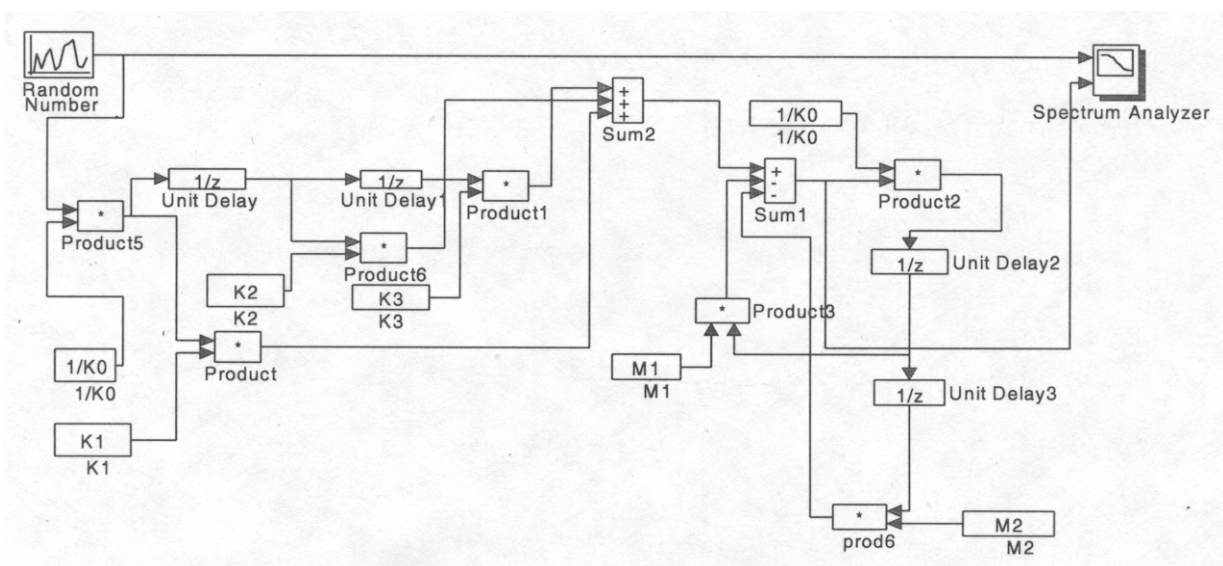 Random
Number
*
Product5
1/z
Unit Delay
1/z
Unit Delay1
*
Product1
*
Product6
K2
K2
K3
K3
*
Product
1/K0
1/K0
K1
K1
+
+
+
Sum2
1/K0
1/K0
+
-
-
Sum1
*
Product2
Spectrum Analyzer
1/z
Unit Delay2
*
Product3
M1
M1
1/z
Unit Delay3
*
prod6
M2
M2